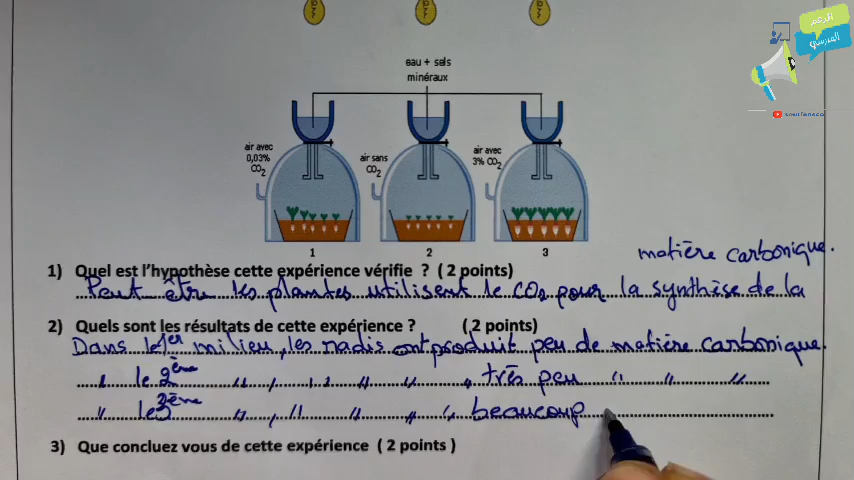 الدعم
المدرسي
eau + sels
minéraux
air avec
0,03%
CO2
air sans
CO2
air avec
3% CO2
1 2 3
matière carbonique.
1) Quel est l'hypothèse cette expérience vérifie ? ( 2 points)
Peut être les plantes utilisent le CO2 pour la synthèse de la
2) Quels sont les résultats de cette expérience ? ( 2 points)
Dans le 1er milieu, les radis ont produit peu de matière carbonique.
" le 2ème " , " " " " très peu " " "
" le 3ème " , " " " " beaucoup
3) Que concluez vous de cette expérience ( 2 points )